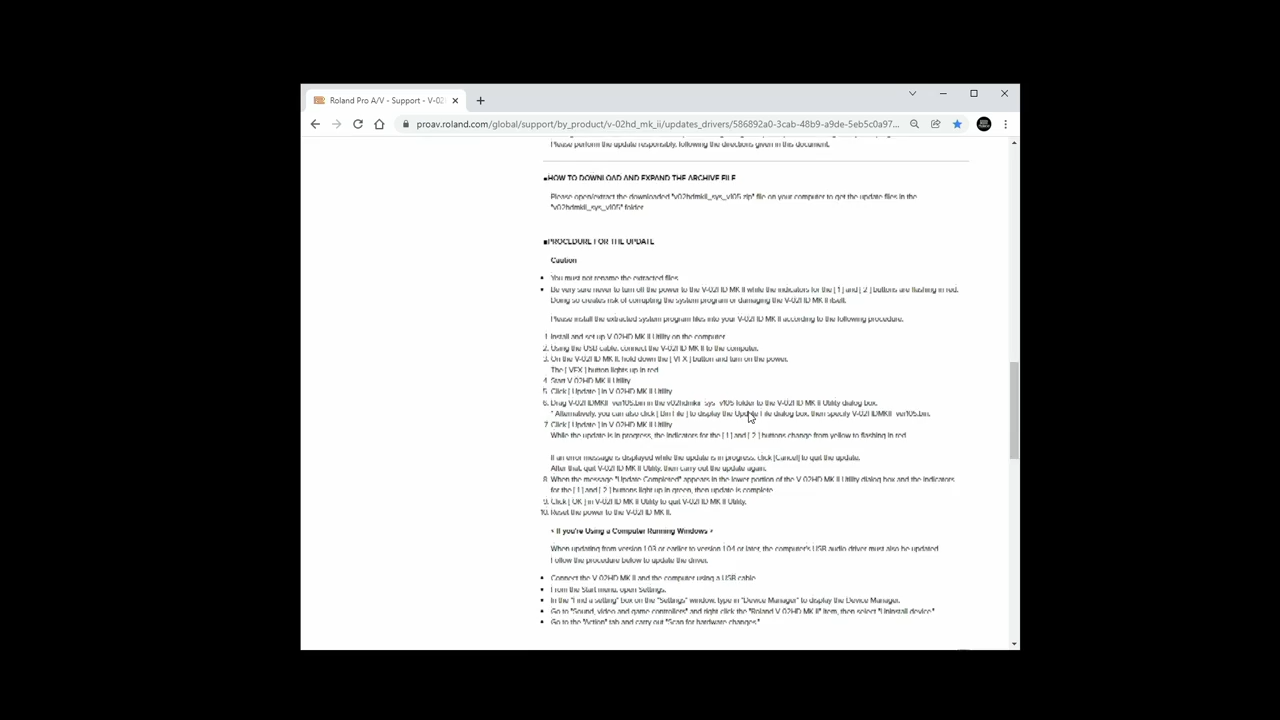 Roland Pro A/V - Support - V-02
proav.roland.com/global/support/by_product/v-02hd_mk_ii/updates_drivers/586892a0-3cab-48b9-a9de-5eb5c0a97...
Please perform the update responsibly, following the directions given in this document.
■HOW TO DOWNLOAD AND EXPAND THE ARCHIVE FILE
Please open/extract the downloaded "v02hdmkii_sys_v105.zip" file on your computer to get the update files in the
"v02hdmkii_sys_v105" folder.
■PROCEDURE FOR THE UPDATE
Caution
• You must not rename the extracted files.
• Be very sure never to turn off the power to the V-02HD MK II while the indicators for the [ 1 ] and [ 2 ] buttons are flashing in red.
Doing so creates risk of corrupting the system program or damaging the V-02HD MK II itself.
Please install the extracted system program files into your V-02HD MK II according to the following procedure.
1. Install and set up V-02HD MK II Utility on the computer.
2. Using the USB cable, connect the V-02HD MK II to the computer.
3. On the V-02HD MK II, hold down the [ VFX ] button and turn on the power.
The [ VFX ] button lights up in red.
4. Start V-02HD MK II Utility.
5. Click [ Update ] in V-02HD MK II Utility.
6. Drag V-02HDMKII_ver105.bin in the v02hdmkii_sys_v105 folder to the V-02HD MK II Utility dialog box.
* Alternatively, you can also click [ Bin File ] to display the Update File dialog box, then specify V-02HDMKII_ver105.bin.
7. Click [ Update ] in V-02HD MK II Utility.
While the update is in progress, the indicators for the [ 1 ] and [ 2 ] buttons change from yellow to flashing in red.
If an error message is displayed while the update is in progress, click [Cancel] to quit the update.
After that, quit V-02HD MK II Utility, then carry out the update again.
8. When the message "Update Completed" appears in the lower portion of the V-02HD MK II Utility dialog box and the indicators
for the [ 1 ] and [ 2 ] buttons light up in green, then update is complete.
9. Click [ OK ] in V-02HD MK II Utility to quit V-02HD MK II Utility.
10. Reset the power to the V-02HD MK II.
* If you're Using a Computer Running Windows *
When updating from version 1.03 or earlier to version 1.04 or later, the computer's USB audio driver must also be updated.
Follow the procedure below to update the driver.
• Connect the V-02HD MK II and the computer using a USB cable.
• From the Start menu, open Settings.
• In the "Find a setting" box on the "Settings" window, type in "Device Manager" to display the Device Manager.
• Go to "Sound, video and game controllers" and right click the "Roland V-02HD MK II" item, then select "Uninstall device."
• Go to the "Action" tab and carry out "Scan for hardware changes."